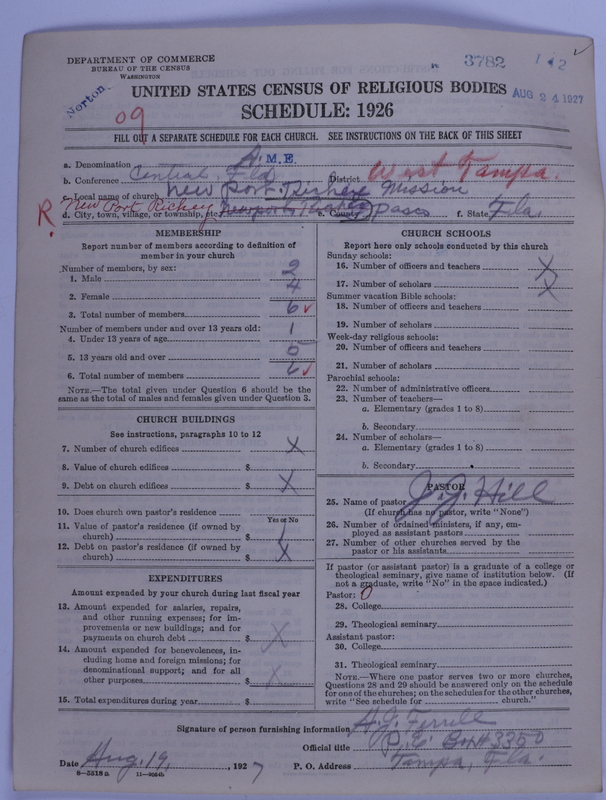 DEPARTMENT OF COMMERCE
BUREAU OF THE CENSUS
WASHINGTON
3782 1 42
Norton
UNITED STATES CENSUS OF RELIGIOUS BODIES
AUG 24 1927
09
SCHEDULE: 1926
FILL OUT A SEPARATE SCHEDULE FOR EACH CHURCH. SEE INSTRUCTIONS ON THE BACK OF THIS SHEET
a. Denomination A. M.E.
b. Conference Central Fla District West Tampa.
c. Local name of church New Port Richey Mission
R. d. City, town, village, or township, etc. New Port Richey e. County Pasco f. State Fla.
MEMBERSHIP
Report number of members according to definition of member in your church
Number of members, by sex:
1. Male 2
2. Female 4
3. Total number of members 6 ✓
Number of members under and over 13 years old:
4. Under 13 years of age 1
5. 13 years old and over 5
6. Total number of members 6 ✓
NOTE.—The total given under Question 6 should be the same as the total of males and females given under Question 3.
CHURCH BUILDINGS
See instructions, paragraphs 10 to 12
7. Number of church edifices X
8. Value of church edifices $
9. Debt on church edifices $ X
10. Does church own pastor's residence
Yes or No
11. Value of pastor's residence (if owned by church) $
12. Debt on pastor's residence (if owned by church) $ X
EXPENDITURES
Amount expended by your church during last fiscal year
13. Amount expended for salaries, repairs, and other running expenses; for improvements or new buildings; and for payments on church debt $ X
14. Amount expended for benevolences, including home and foreign missions; for denominational support; and for all other purposes $ X
15. Total expenditures during year $
CHURCH SCHOOLS
Report here only schools conducted by this church
Sunday schools:
16. Number of officers and teachers X
17. Number of scholars X
Summer vacation Bible schools:
18. Number of officers and teachers
19. Number of scholars
Week-day religious schools:
20. Number of officers and teachers
21. Number of scholars
Parochial schools:
22. Number of administrative officers
23. Number of teachers—
a. Elementary (grades 1 to 8)
b. Secondary
24. Number of scholars—
a. Elementary (grades 1 to 8)
b. Secondary
PASTOR
25. Name of pastor J. J. Hill
(If church has no pastor, write "None")
26. Number of ordained ministers, if any, employed as assistant pastors
27. Number of other churches served by the pastor or his assistants
If pastor (or assistant pastor) is a graduate of a college or theological seminary, give name of institution below. (If not a graduate, write "No" in the space indicated.)
Pastor: 0
28. College
29. Theological seminary
Assistant pastor:
30. College
31. Theological seminary
NOTE.—Where one pastor serves two or more churches, Questions 28 and 29 should be answered only on the schedule for one of the churches; on the schedules for the other churches, write "See schedule for church."
Signature of person furnishing information A. J. Ferrell
Official title P.E. Box 3350
Date Aug. 19, 1927 P. O. Address Tampa, Fla.
8—5518a 11—9054b